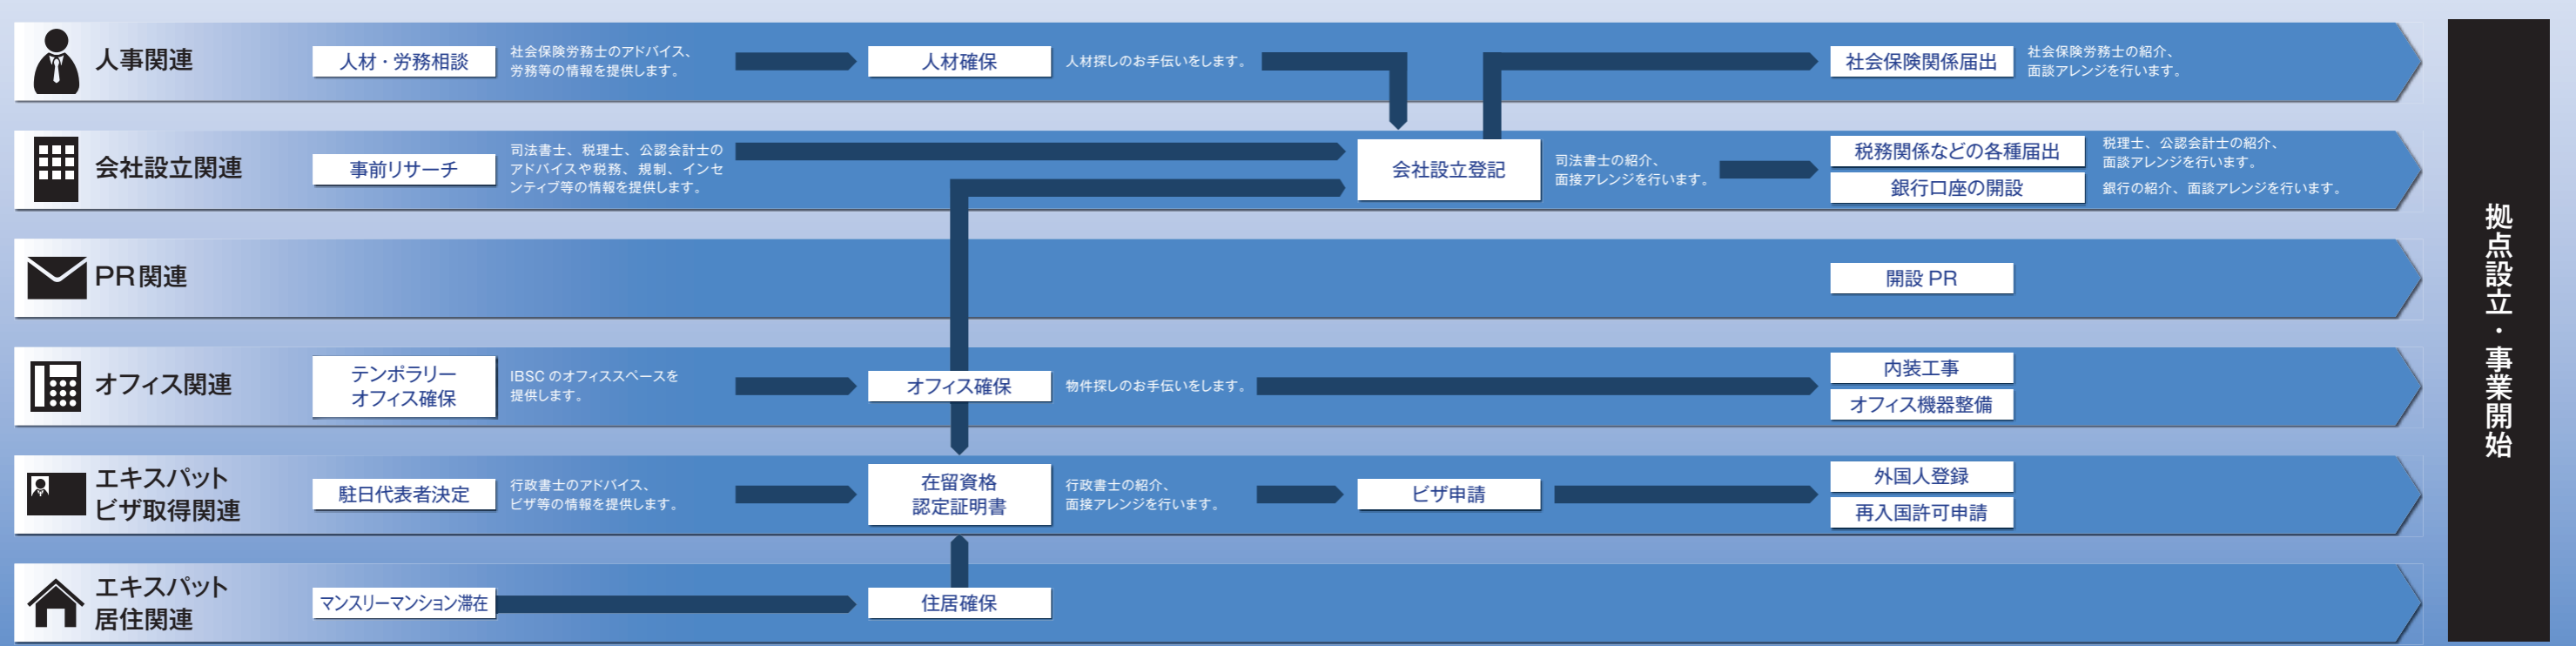 人事関連
人材・労務相談
社会保険労務士のアドバイス、
労務等の情報を提供します。
人材確保
人材探しのお手伝いをします。
社会保険関係届出
社会保険労務士の紹介、
面談アレンジを行います。
会社設立関連
事前リサーチ
司法書士、税理士、公認会計士の
アドバイスや税務、規制、インセ
ンティブ等の情報を提供します。
会社設立登記
司法書士の紹介、
面接アレンジを行います。
税務関係などの各種届出
税理士、公認会計士の紹介、
面談アレンジを行います。
銀行口座の開設
銀行の紹介、面談アレンジを行います。
PR関連
開設 PR
オフィス関連
テンポラリー
オフィス確保
IBSC のオフィススペースを
提供します。
オフィス確保
物件探しのお手伝いをします。
内装工事
オフィス機器整備
エキスパット
ビザ取得関連
駐日代表者決定
行政書士のアドバイス、
ビザ等の情報を提供します。
在留資格
認定証明書
行政書士の紹介、
面接アレンジを行います。
ビザ申請
外国人登録
再入国許可申請
エキスパット
居住関連
マンスリーマンション滞在
住居確保
拠点設立・事業開始